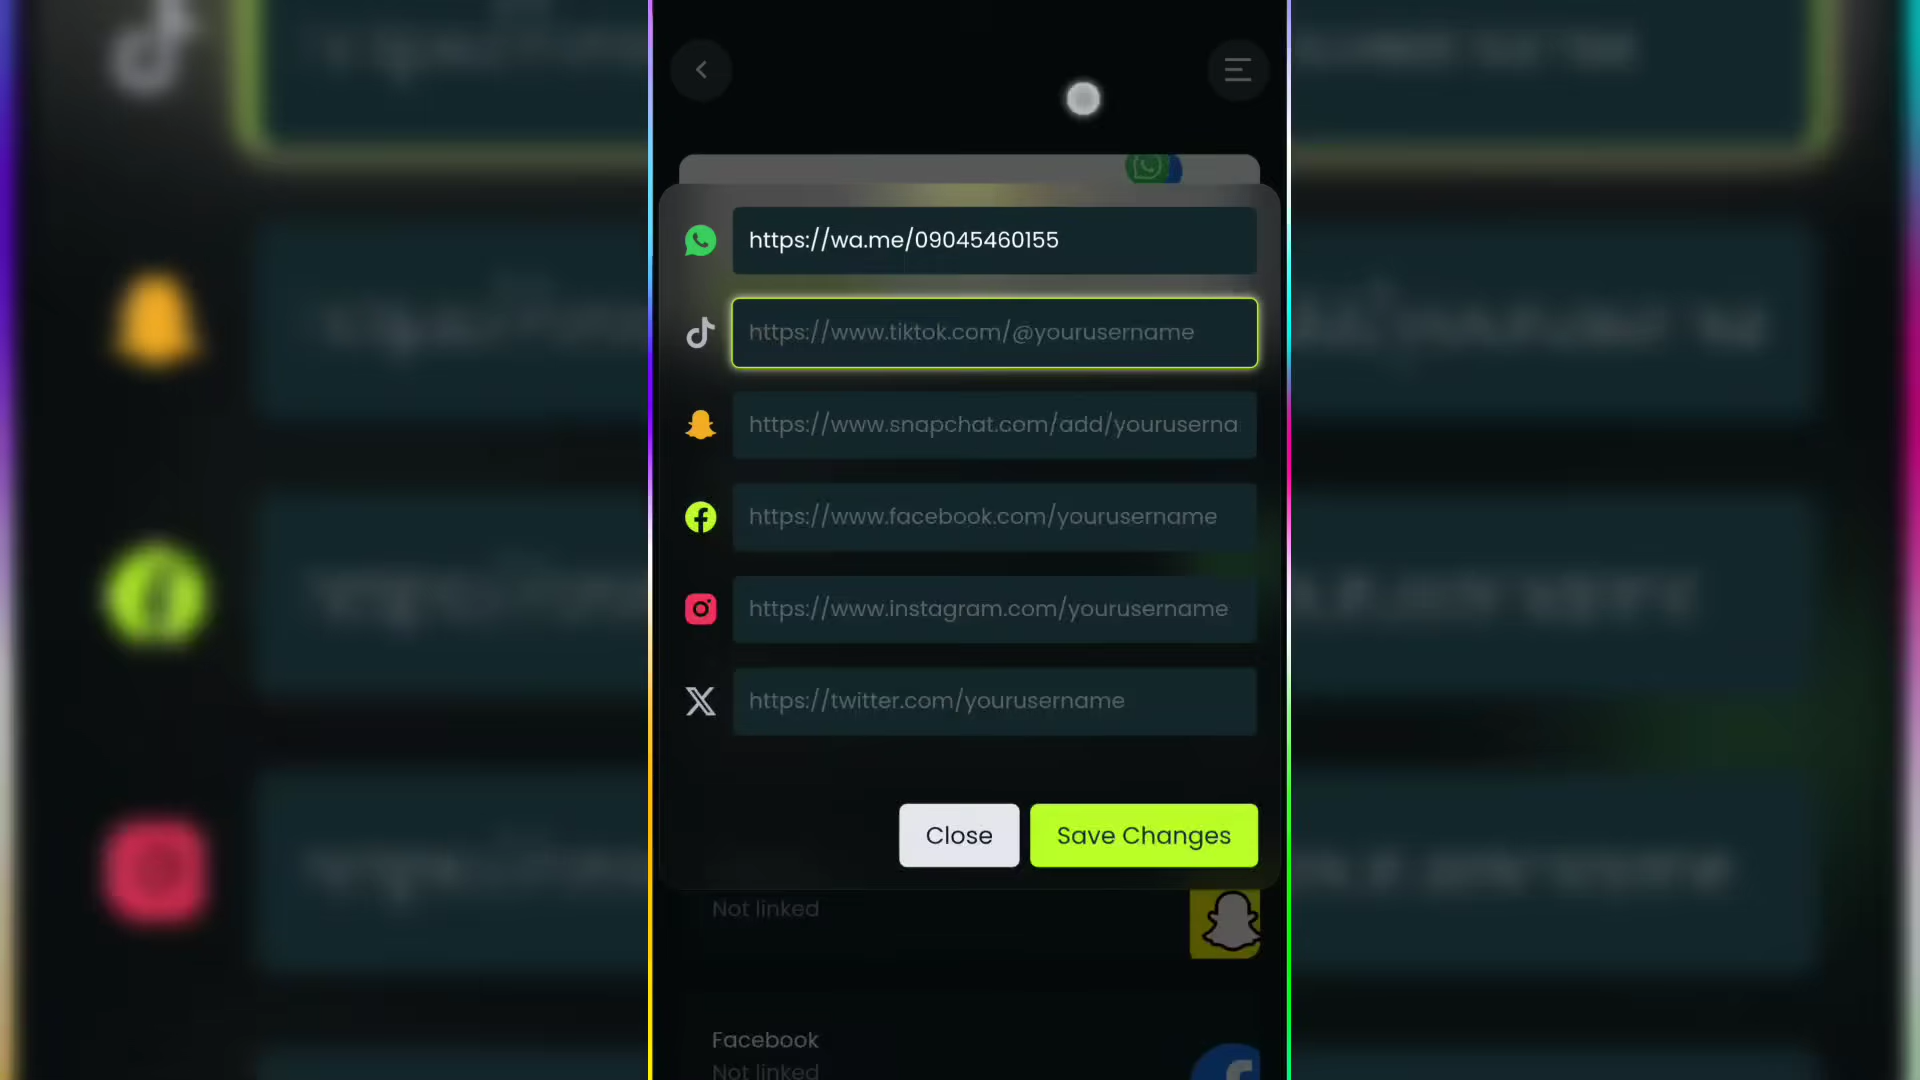 https://wa.me/09045460155
https://www.tiktok.com/@yourusername
https://www.snapchat.com/add/youruserna
https://www.facebook.com/yourusername
https://www.instagram.com/yourusername
https://twitter.com/yourusername
Close
Save Changes
Not linked
Facebook
Not linked